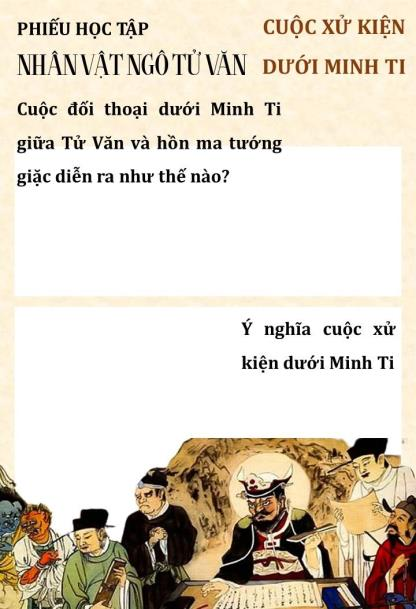 PHIẾU HỌC TẬP
NHÂN VẬT NGÔ TỬ VĂN
CUỘC XỬ KIỆN
DƯỚI MINH TI
Cuộc đối thoại dưới Minh Ti
giữa Tử Văn và hồn ma tướng
giặc diễn ra như thế nào?
Ý nghĩa cuộc xử
kiện dưới Minh Ti